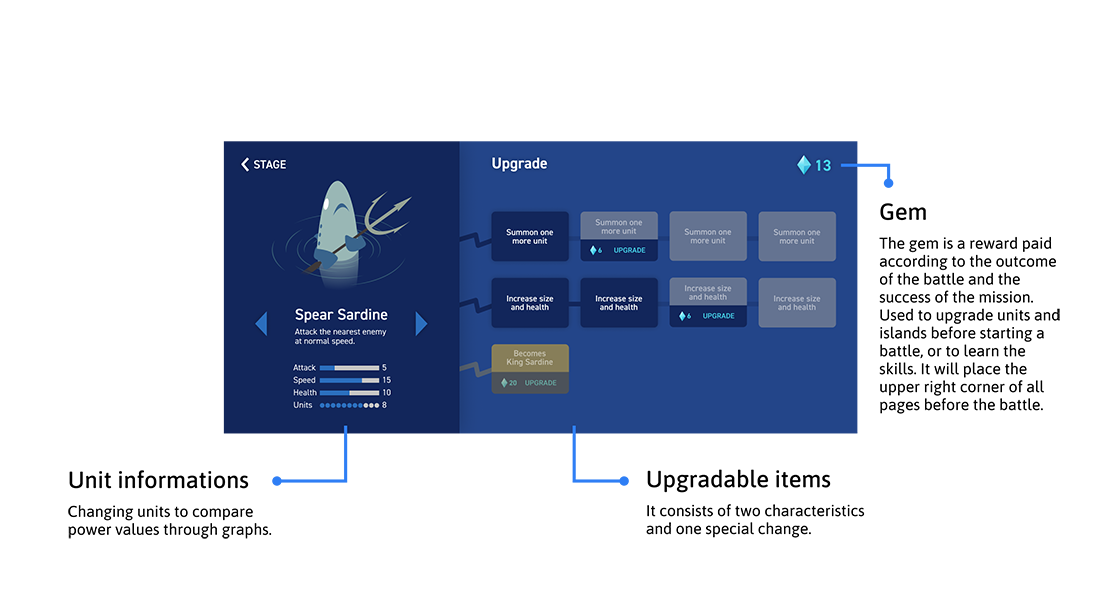 STAGE
Upgrade
13
Summon one
more unit
Summon one
more unit
6 UPGRADE
Summon one
more unit
Summon one
more unit
Increase size
and health
Increase size
and health
Increase size
and health
6 UPGRADE
Increase size
and health
Becomes
King Sardine
20 UPGRADE
Spear Sardine
Attack the nearest enemy
at normal speed.
Attack 5
Speed 15
Health 10
Units 8
Gem
The gem is a reward paid
according to the outcome
of the battle and the
success of the mission.
Used to upgrade units and
islands before starting a
battle, or to learn the
skills. It will place the
upper right corner of all
pages before the battle.
Unit informations
Changing units to compare
power values through graphs.
Upgradable items
It consists of two characteristics
and one special change.